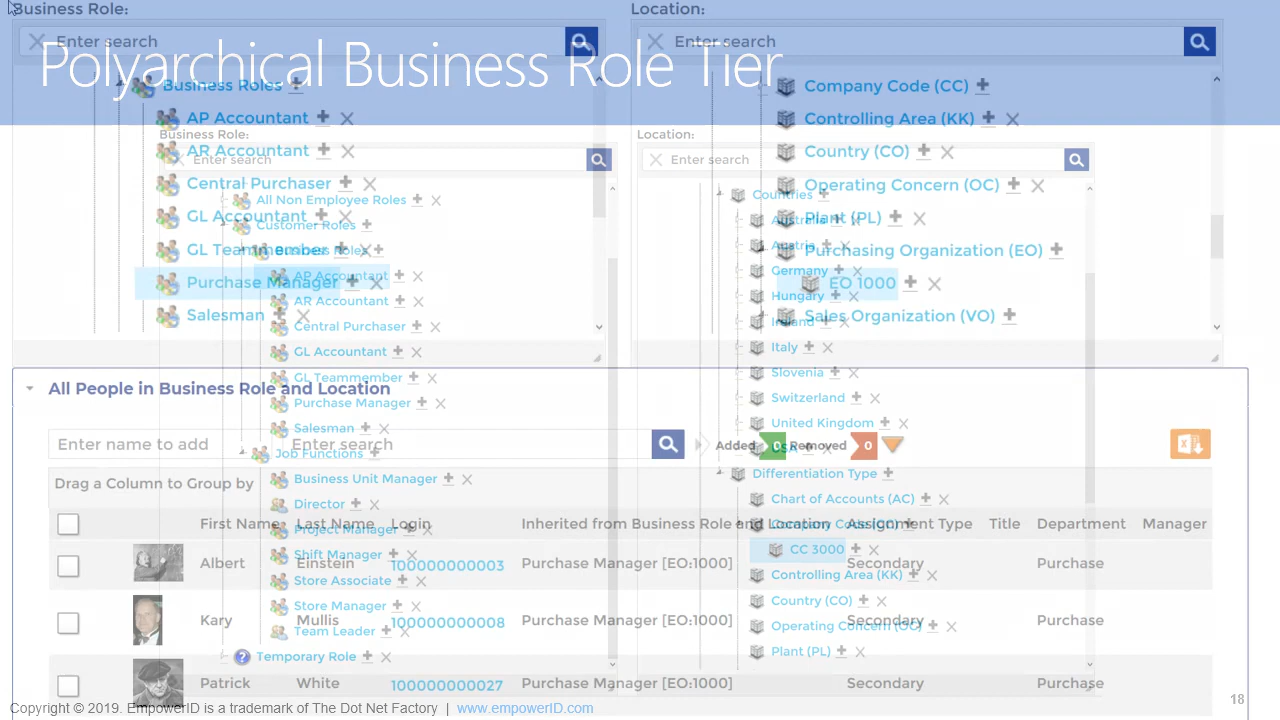 Business Role:
Location:
Enter search
Enter search
Polyarchical Business Role Tier
Business Roles
AP Accountant
AR Accountant
Central Purchaser
GL Accountant
GL Teammember
Purchase Manager
Salesman
Company Code (CC)
Controlling Area (KK)
Country (CO)
Operating Concern (OC)
Plant (PL)
Purchasing Organization (EO)
EO 1000
Sales Organization (VO)
Business Role:
Location:
Enter search
Enter search
All Non Employee Roles
Customer Roles
Business Roles
AP Accountant
AR Accountant
Central Purchaser
GL Accountant
GL Teammember
Purchase Manager
Salesman
Job Functions
Business Unit Manager
Director
Project Manager
Shift Manager
Store Associate
Store Manager
Team Leader
Temporary Role
Countries
Australia
Austria
Germany
Hungary
Ireland
Italy
Slovenia
Switzerland
United Kingdom
USA
Differentiation Type
Chart of Accounts (AC)
Company Code (CC)
CC 3000
Controlling Area (KK)
Country (CO)
Operating Concern (OC)
Plant (PL)
All People in Business Role and Location
Enter name to add
Enter search
Added 0 Removed 0
Drag a Column to Group by
First Name Last Name Login Inherited from Business Role and Location Assignment Type Title Department Manager
Albert Einstein 100000000003 Purchase Manager [EO:1000] Secondary Purchase
Kary Mullis 100000000008 Purchase Manager [EO:1000] Secondary Purchase
Patrick White 100000000027 Purchase Manager [EO:1000] Secondary Purchase
Copyright © 2019. EmpowerID is a trademark of The Dot Net Factory | www.empowerID.com
18